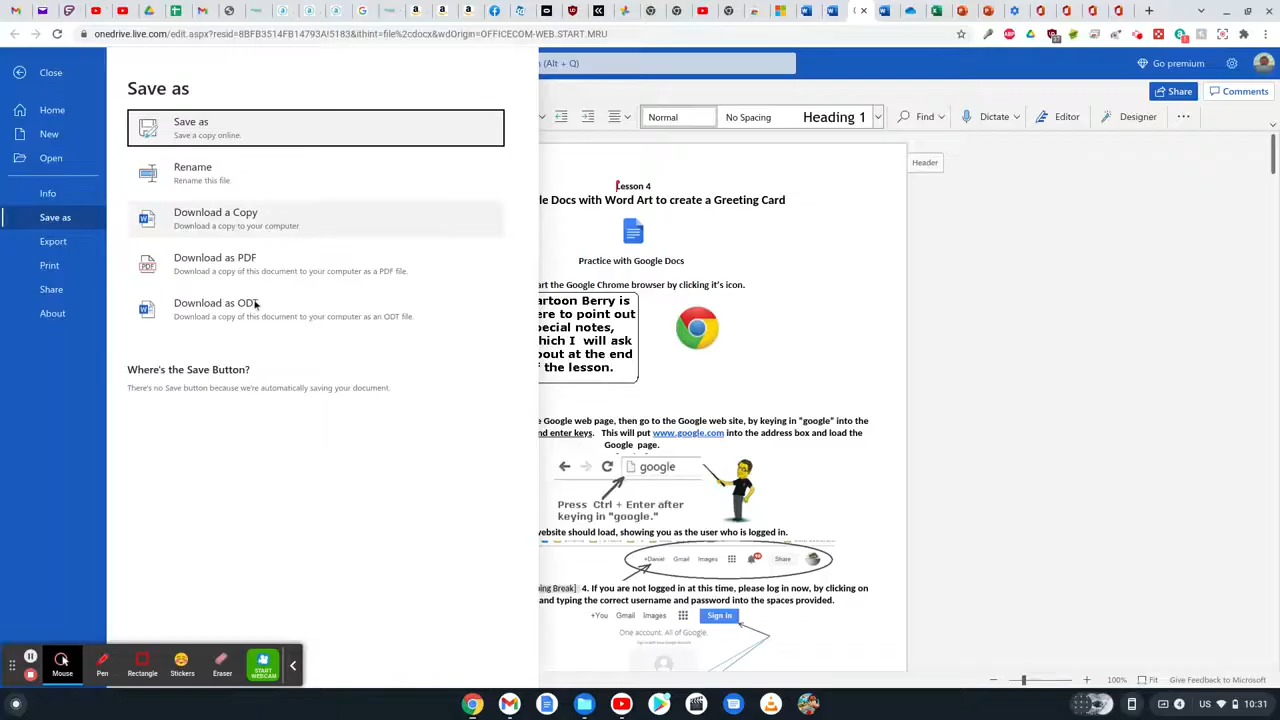 onedrive.live.com/edit.aspx?resid=8BFB3514FB14793A!5183&ithint=file%2cdocx&wdOrigin=OFFICECOM-WEB.START.MRU
Close
Home
New
Open
Info
Save as
Export
Print
Share
About
Save as
Save as
Save a copy online.
Rename
Rename this file.
Download a Copy
Download a copy to your computer.
Download as PDF
Download a copy of this document to your computer as a PDF file.
Download as ODT
Download a copy of this document to your computer as an ODT file.
Where's the Save Button?
There's no Save button because we're automatically saving your document.
(Alt + Q)
Go premium
Share
Comments
Normal
No Spacing
Heading 1
Find
Dictate
Editor
Designer
Header
Lesson 4
le Docs with Word Art to create a Greeting Card
Practice with Google Docs
art the Google Chrome browser by clicking it's icon.
artoon Berry is
ere to point out
pecial notes,
hich I will ask
bout at the end
f the lesson.
e Google web page, then go to the Google web site, by keying in "google" into the
nd enter keys. This will put www.google.com into the address box and load the
Google page.
google
Press Ctrl + Enter after
keying in "google."
website should load, showing you as the user who is logged in.
+Daniel Gmail Images Share
ping Break] 4. If you are not logged in at this time, please log in now, by clicking on
and typing the correct username and password into the spaces provided.
+You Gmail Images Sign in
One account. All of Google.
Mouse
Pen
Rectangle
Stickers
Eraser
START
WEBCAM
100%
Fit
Give Feedback to Microsoft
4
US
10:31